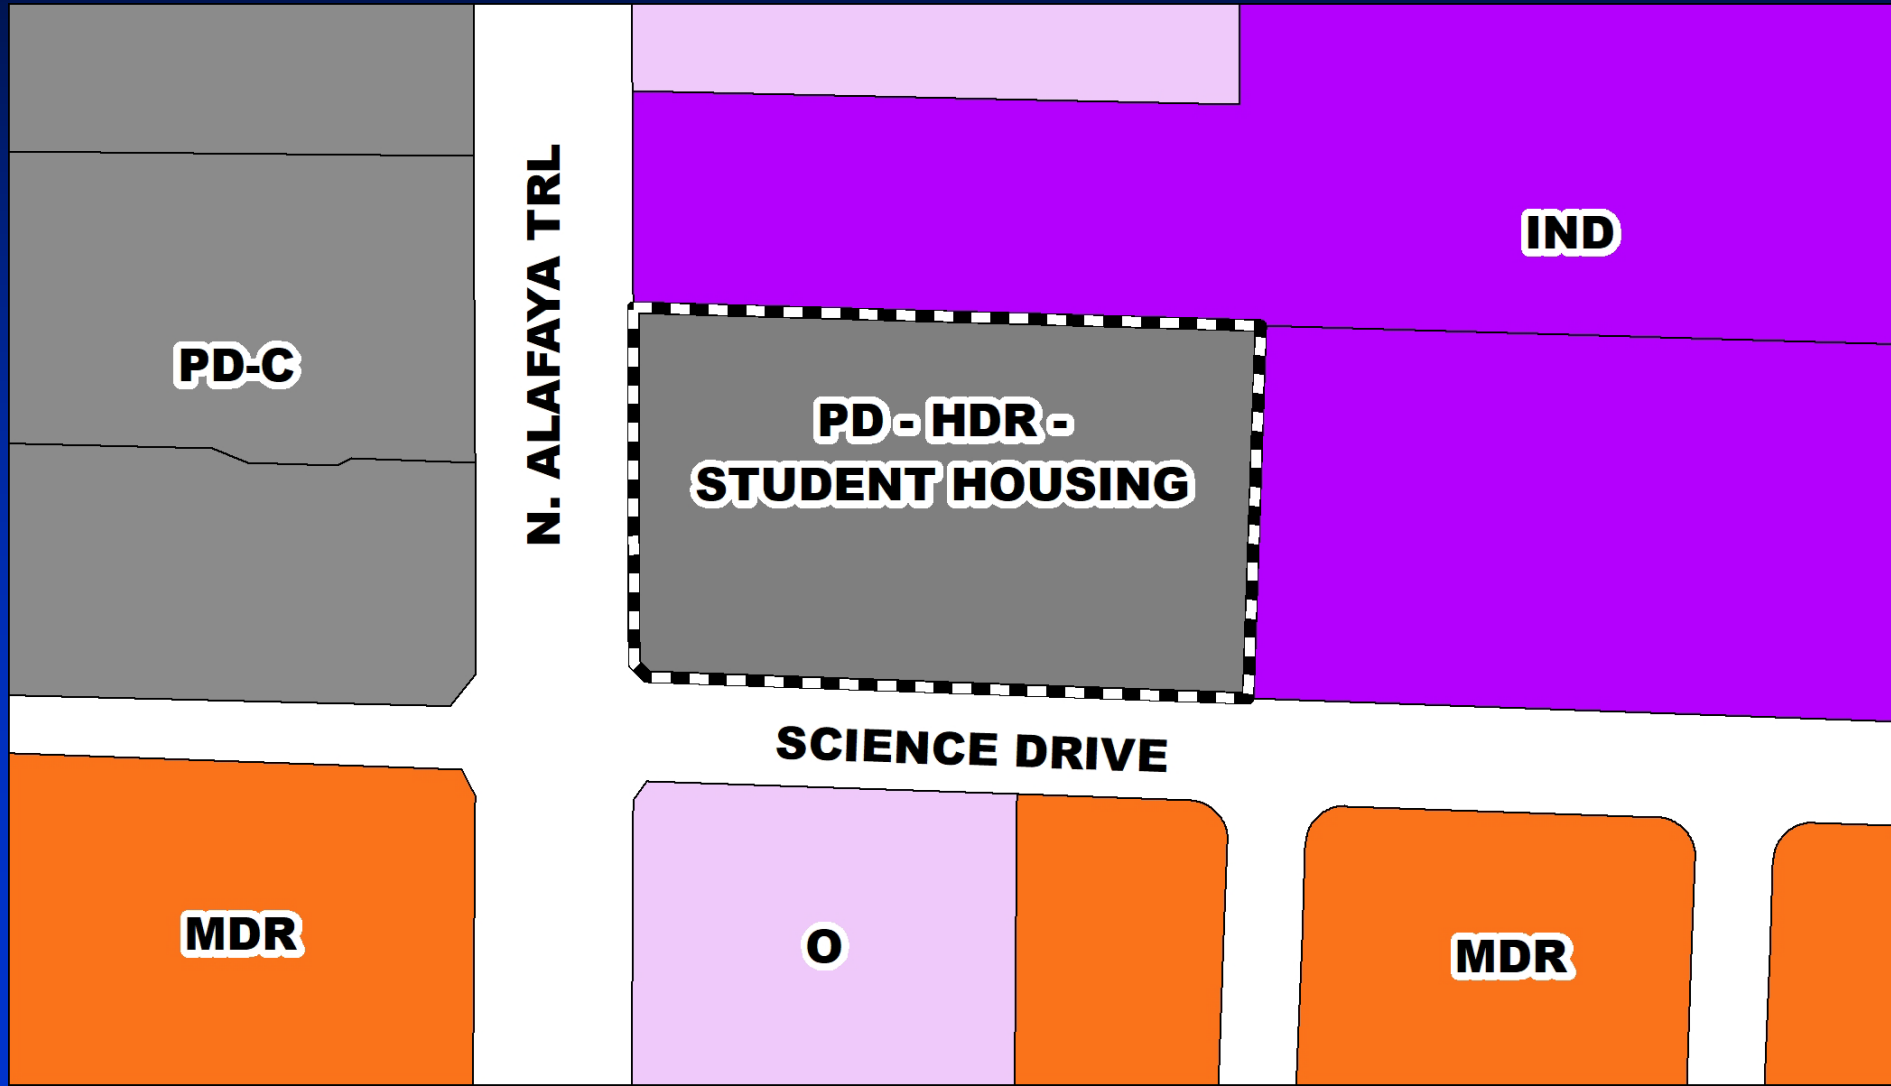 N. ALAFAYA TRL
IND
PD-C
PD - HDR -
STUDENT HOUSING
SCIENCE DRIVE
MDR
O
MDR